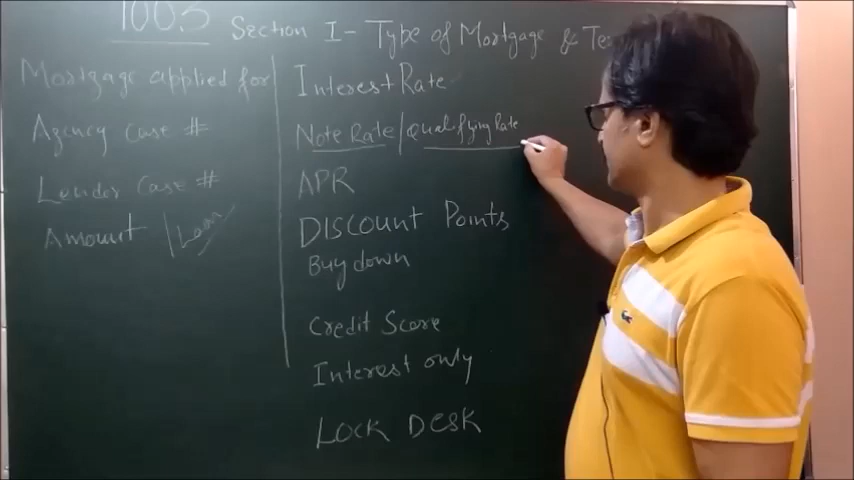 1003 Section I- Type of Mortgage & Te
Mortgage applied for
Agency case #
Lender Case #
Amount / Loan
Interest Rate
Note Rate / Qualifying Rate
APR
DISCOUNT Points
Buy down
Credit Score
Interest only
LOCK DESK